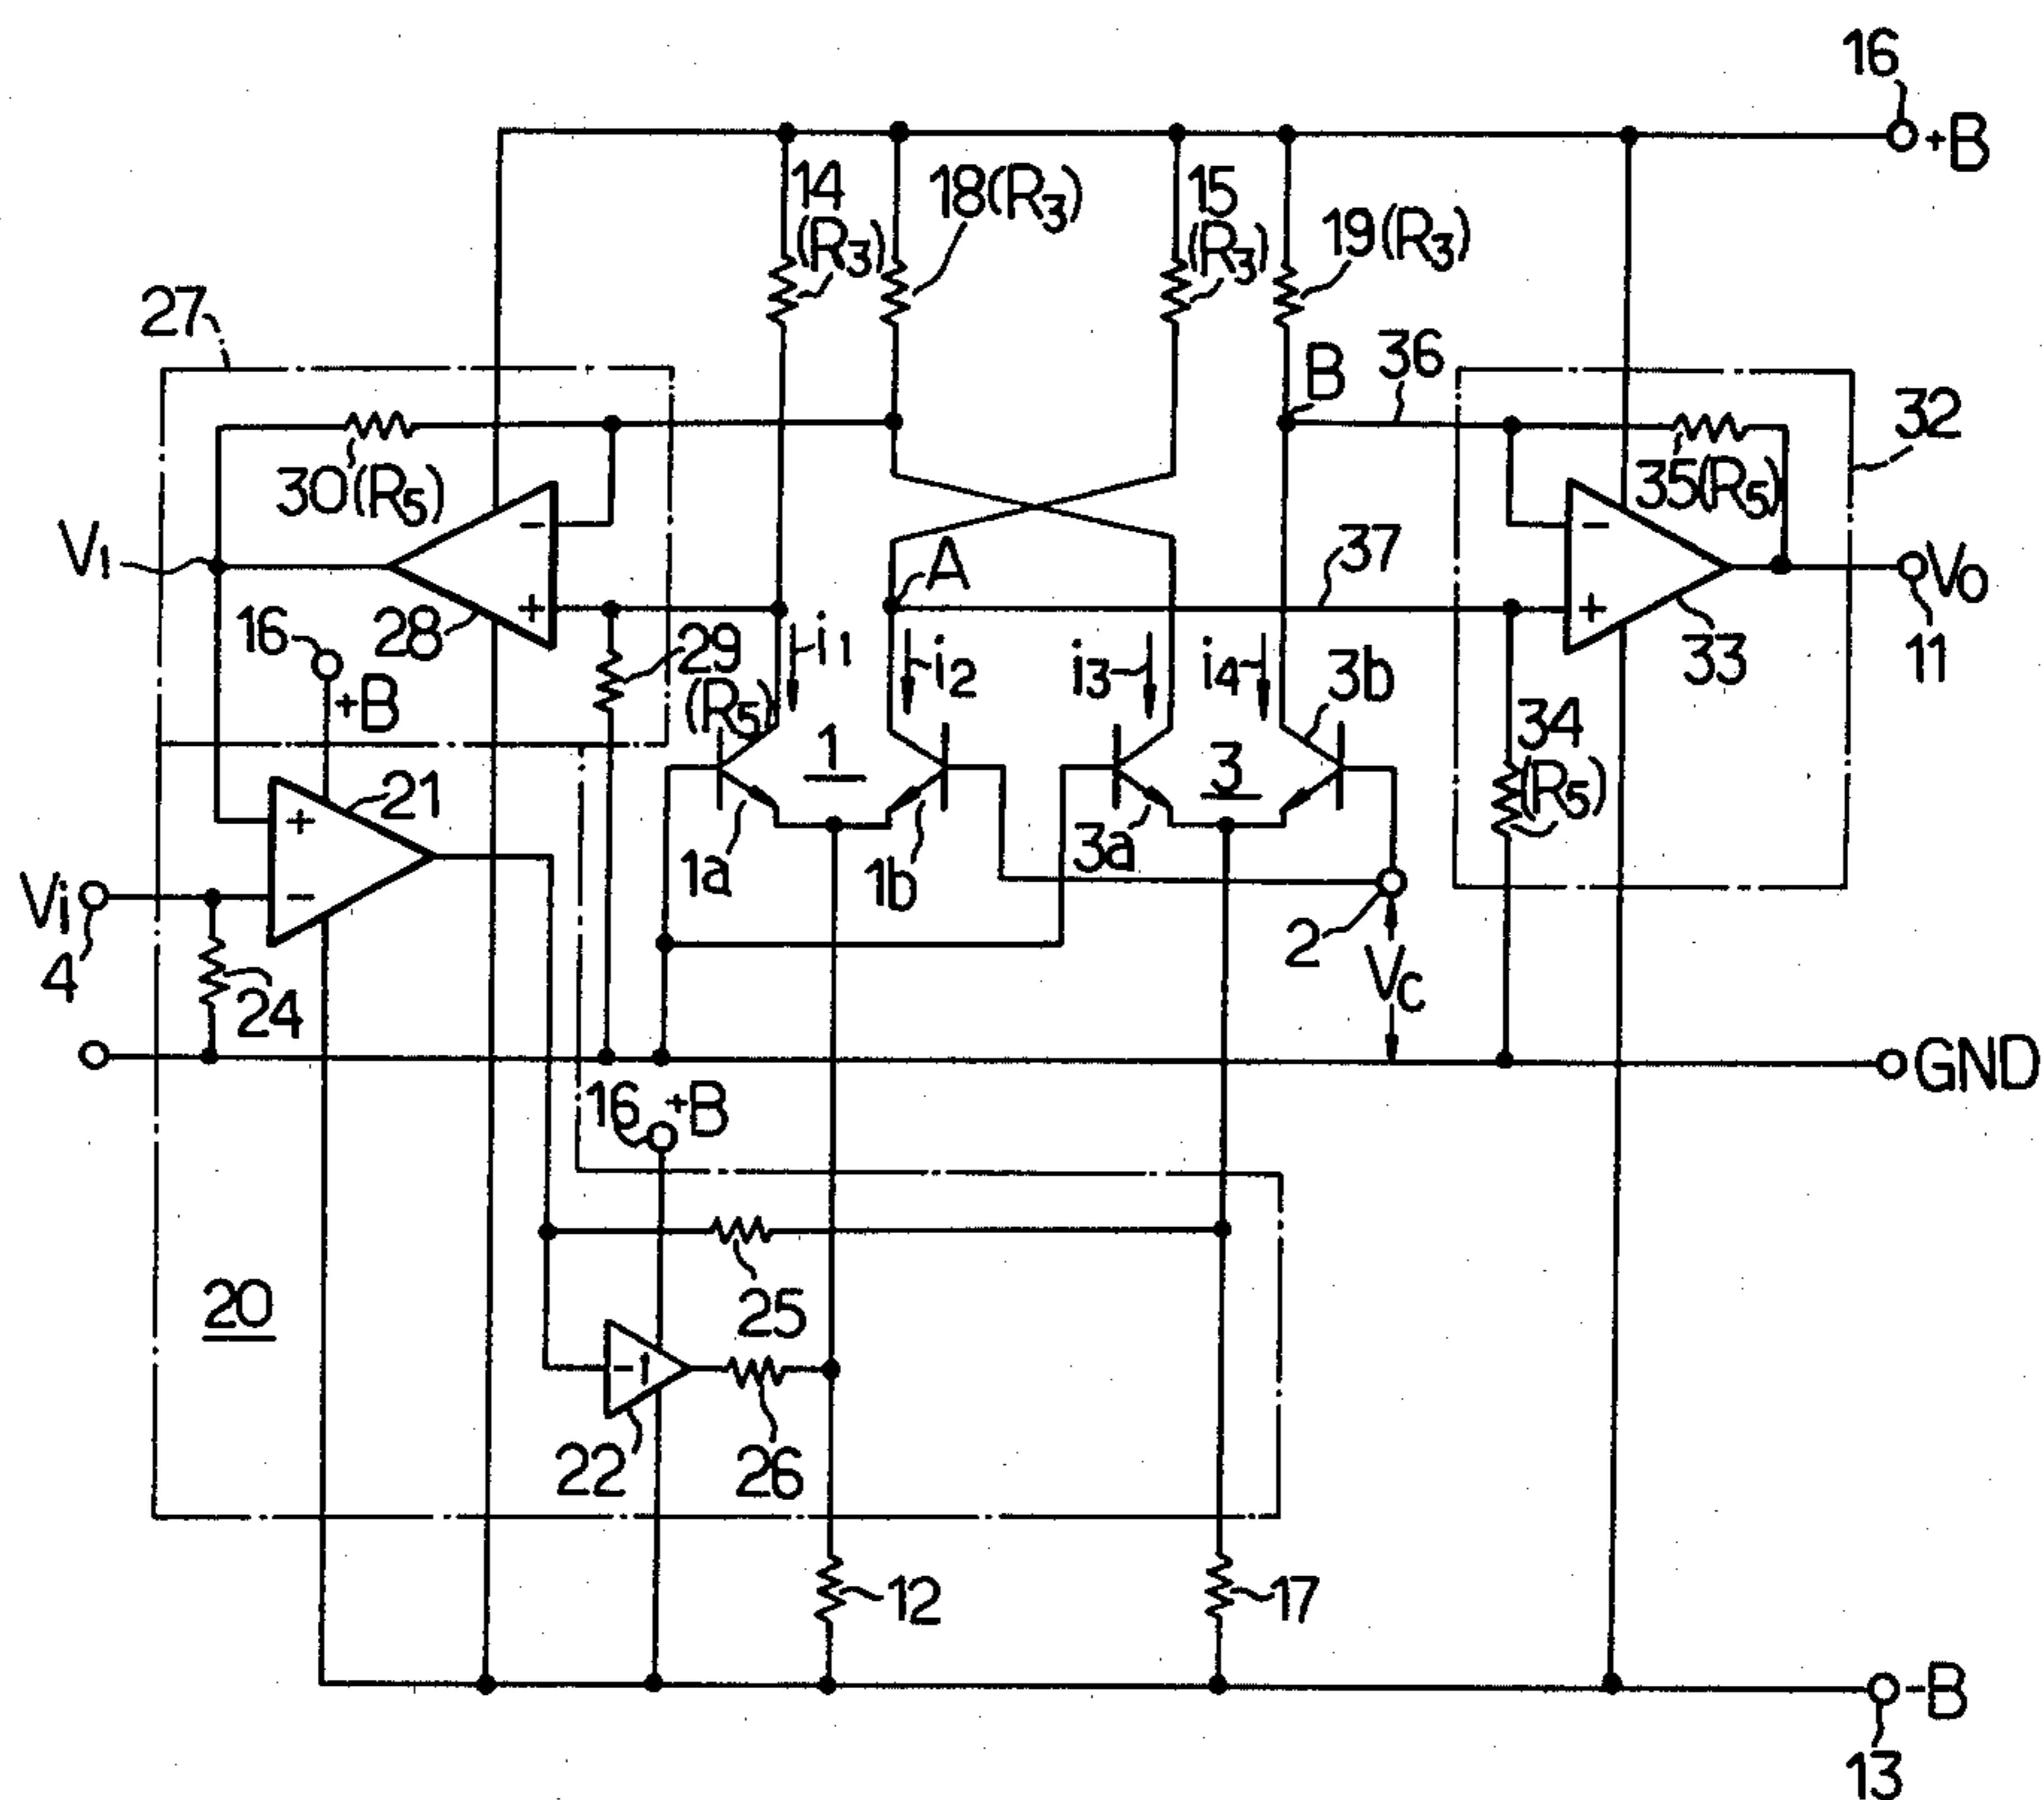 16
+B
14
(R3)
18(R3)
15
(R3)
19(R3)
27
B
36
32
30(R5)
35(R5)
V1
−
−
A
37
VO
+
+
28
16
+B
29
(R5)
i1
i2
i3
i4
3b
33
11
1
3
34
(R5)
21
+
1a
1b
3a
Vi
−
4
24
2
VC
GND
16
+B
20
25
−1
22
26
12
17
−B
13